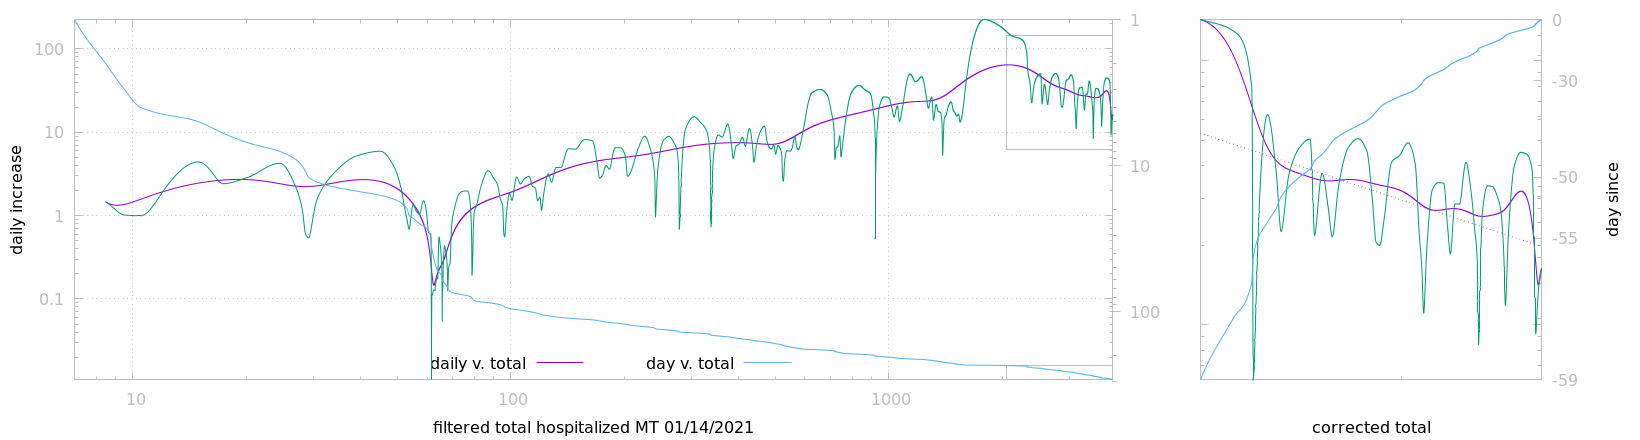 100
10
1
0.1
daily increase
1
10
100
daily v. total
day v. total
10
100
1000
filtered total hospitalized MT 01/14/2021
0
-30
-50
-55
-59
day since
corrected total